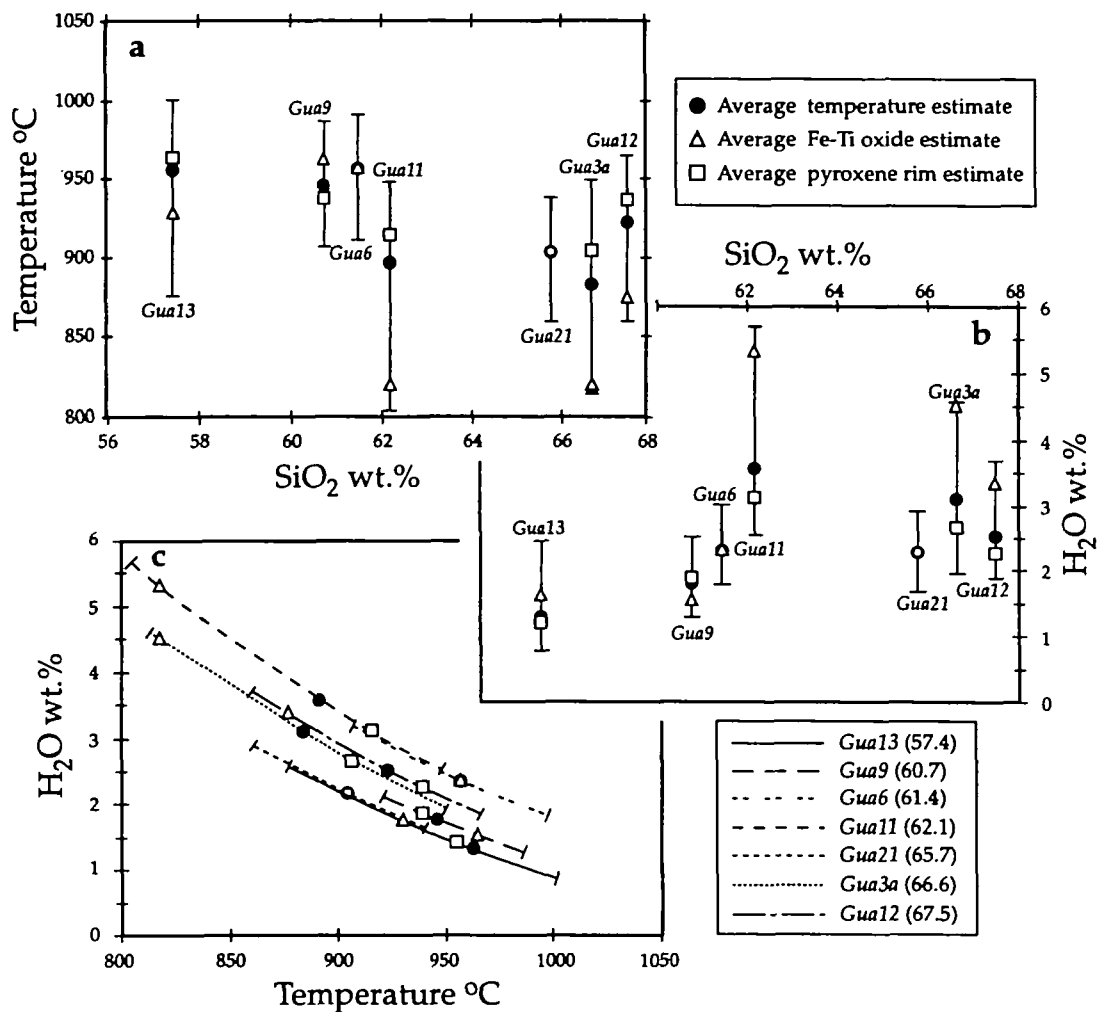 a
Temperature °C
1050
1000
950
900
850
800
Gua13
Gua9
Gua6
Gua11
Gua21
Gua3a
Gua12
56 58 60 62 64 66 68
SiO2 wt.%
Average temperature estimate
Average Fe-Ti oxide estimate
Average pyroxene rim estimate
SiO2 wt.%
62 64 66 68
b
6
5
4
3
2
1
0
H2O wt.%
Gua13
Gua9
Gua6
Gua11
Gua21
Gua3a
Gua12
c
H2O wt.%
6
5
4
3
2
1
0
800 850 900 950 1000 1050
Temperature °C
Gua13 (57.4)
Gua9 (60.7)
Gua6 (61.4)
Gua11 (62.1)
Gua21 (65.7)
Gua3a (66.6)
Gua12 (67.5)